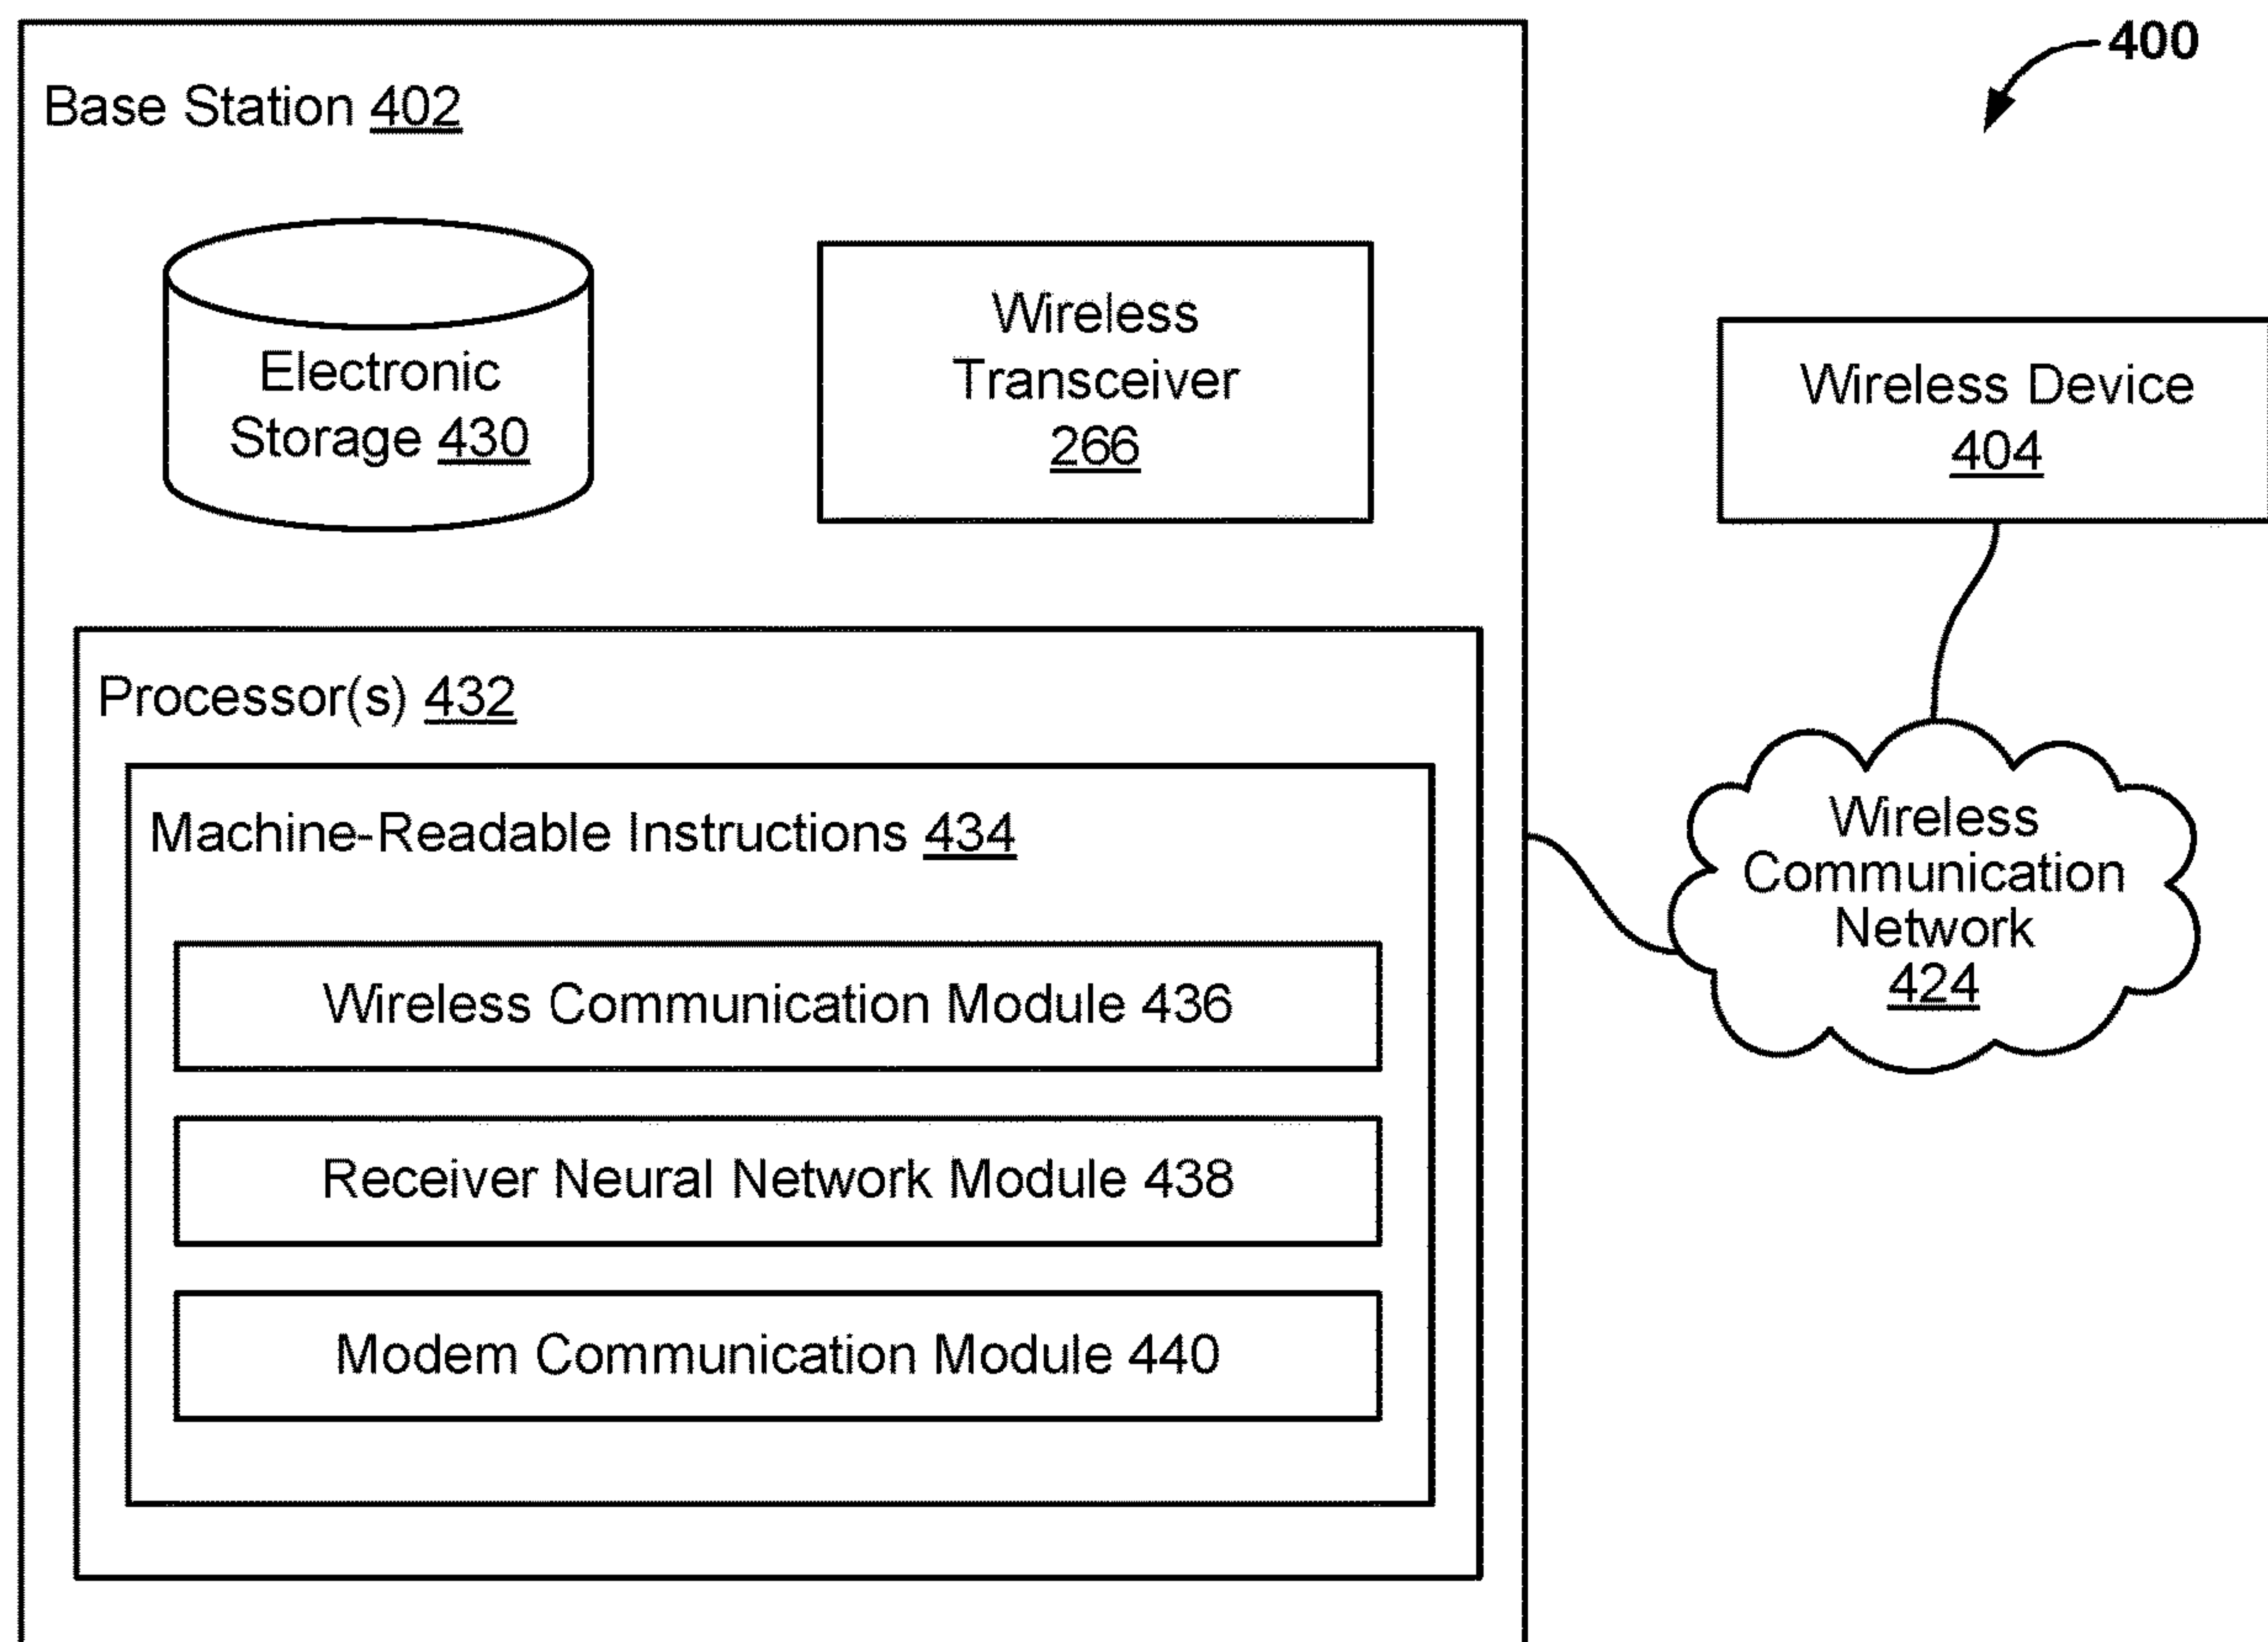 400
Base Station 402
Electronic
Storage 430
Wireless
Transceiver
266
Wireless Device
404
Processor(s) 432
Machine-Readable Instructions 434
Wireless Communication Module 436
Receiver Neural Network Module 438
Modem Communication Module 440
Wireless
Communication
Network
424